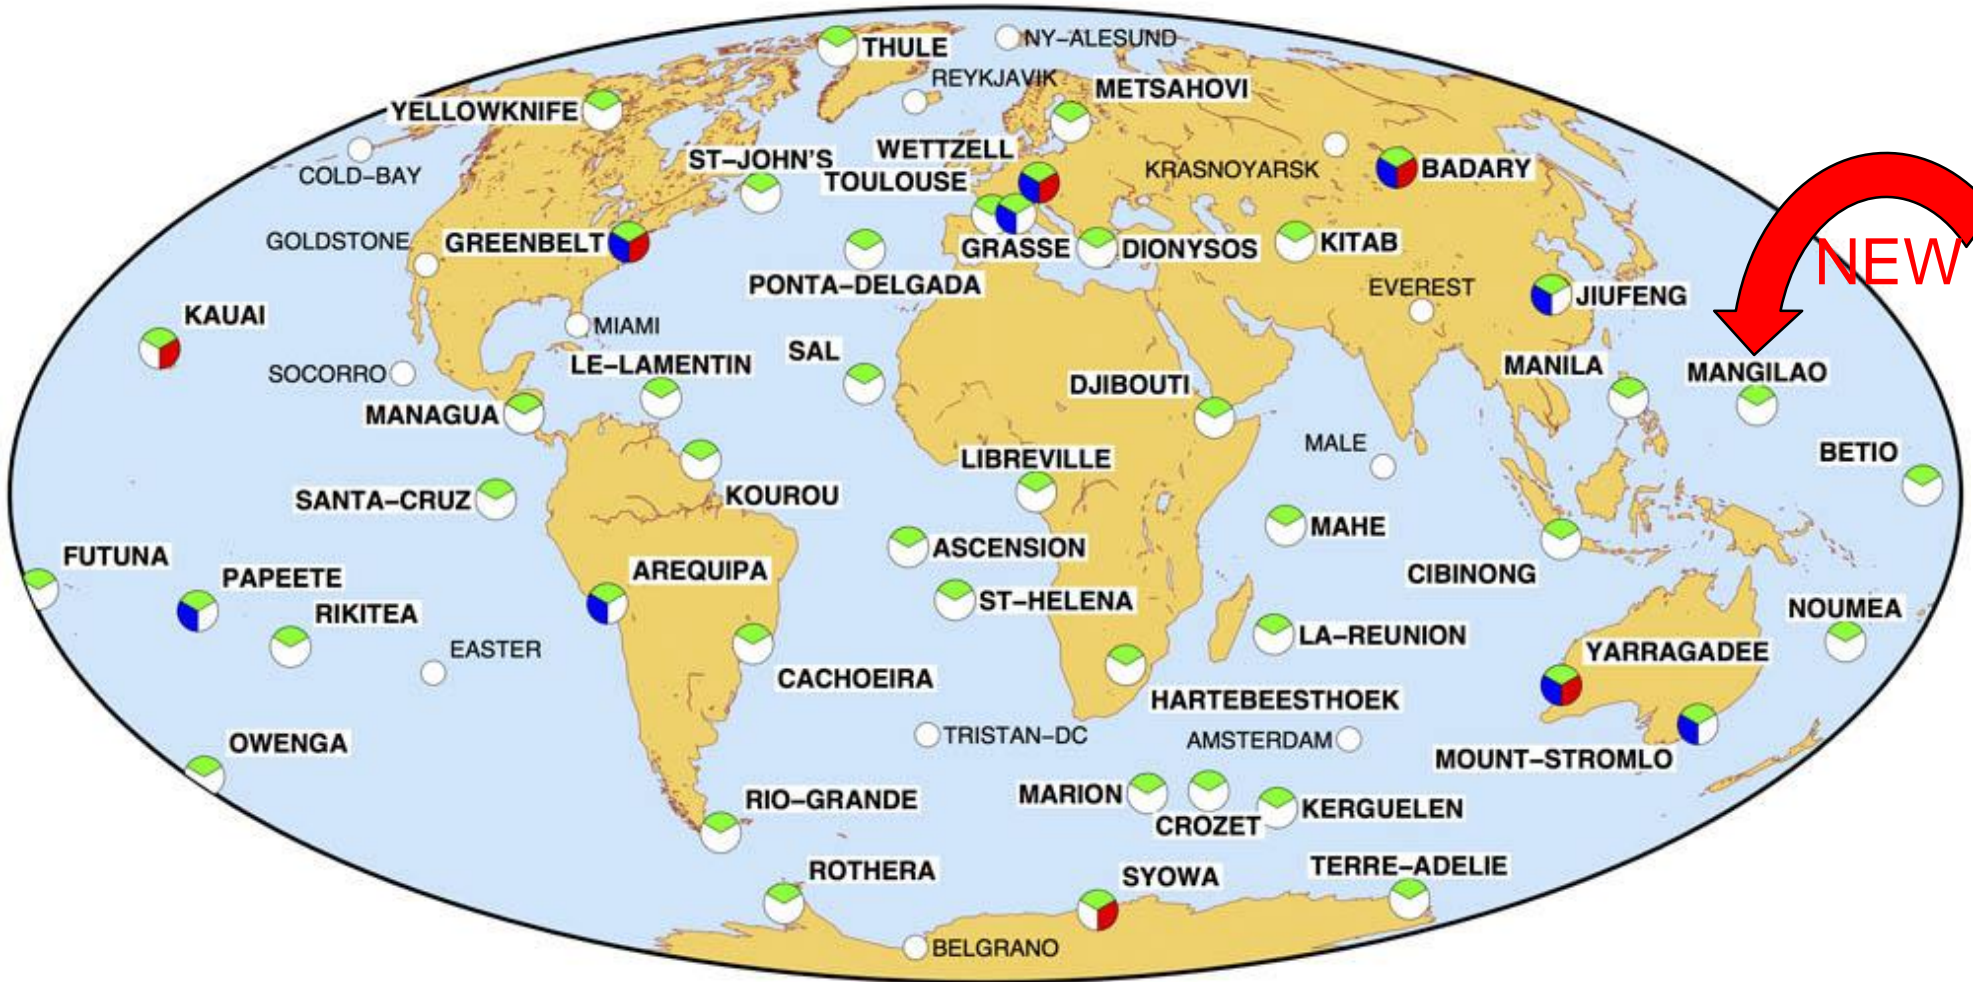 THULE
NY-ALESUND
REYKJAVIK
METSAHOVI
YELLOWKNIFE
COLD-BAY
ST-JOHN'S
WETTZELL
TOULOUSE
KRASNOYARSK
BADARY
GOLDSTONE
GREENBELT
PONTA-DELGADA
GRASSE
DIONYSOS
KITAB
NEW
EVEREST
JIUFENG
KAUAI
MIAMI
SOCORRO
LE-LAMENTIN
SAL
DJIBOUTI
MANILA
MANGILAO
MANAGUA
MALE
BETIO
LIBREVILLE
SANTA-CRUZ
KOUROU
ASCENSION
MAHE
CIBINONG
FUTUNA
PAPEETE
RIKITEA
AREQUIPA
ST-HELENA
LA-REUNION
NOUMEA
EASTER
CACHOEIRA
HARTEBEESTHOEK
YARRAGADEE
OWENGA
TRISTAN-DC
AMSTERDAM
MOUNT-STROMLO
RIO-GRANDE
MARION
CROZET
KERGUELEN
ROTHERA
SYOWA
TERRE-ADELIE
BELGRANO